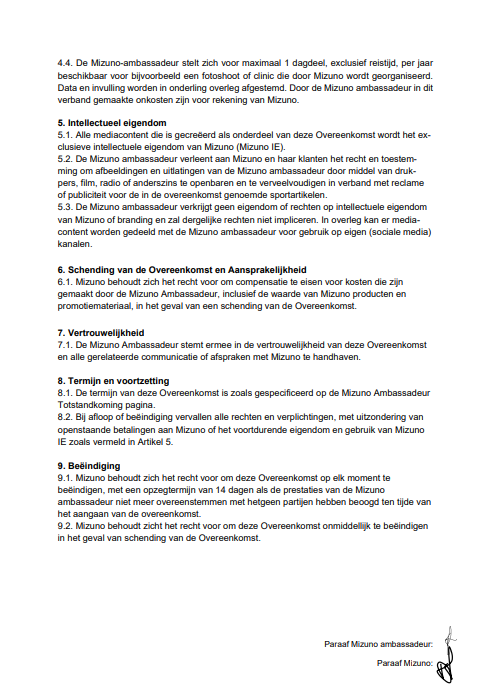 4.4. De Mizuno-ambassadeur stelt zich voor maximaal 1 dagdeel, exclusief reistijd, per jaar
beschikbaar voor bijvoorbeeld een fotoshoot of clinic die door Mizuno wordt georganiseerd.
Data en invulling worden in onderling overleg afgestemd. Door de Mizuno ambassadeur in dit
verband gemaakte onkosten zijn voor rekening van Mizuno.
5. Intellectueel eigendom
5.1. Alle mediacontent die is gecreëerd als onderdeel van deze Overeenkomst wordt het ex-
clusieve intellectuele eigendom van Mizuno (Mizuno IE).
5.2. De Mizuno ambassadeur verleent aan Mizuno en haar klanten het recht en toestem-
ming om afbeeldingen en uitlatingen van de Mizuno ambassadeur door middel van druk-
pers, film, radio of anderszins te openbaren en te verveelvoudigen in verband met reclame
of publiciteit voor de in de overeenkomst genoemde sportartikelen.
5.3. De Mizuno ambassadeur verkrijgt geen eigendom of rechten op intellectuele eigendom
van Mizuno of branding en zal dergelijke rechten niet impliceren. In overleg kan er media-
content worden gedeeld met de Mizuno ambassadeur voor gebruik op eigen (sociale media)
kanalen.
6. Schending van de Overeenkomst en Aansprakelijkheid
6.1. Mizuno behoudt zich het recht voor om compensatie te eisen voor kosten die zijn
gemaakt door de Mizuno Ambassadeur, inclusief de waarde van Mizuno producten en
promotiemateriaal, in het geval van een schending van de Overeenkomst.
7. Vertrouwelijkheid
7.1. De Mizuno Ambassadeur stemt ermee in de vertrouwelijkheid van deze Overeenkomst
en alle gerelateerde communicatie of afspraken met Mizuno te handhaven.
8. Termijn en voortzetting
8.1. De termijn van deze Overeenkomst is zoals gespecificeerd op de Mizuno Ambassadeur
Totstandkoming pagina.
8.2. Bij afloop of beëindiging vervallen alle rechten en verplichtingen, met uitzondering van
openstaande betalingen aan Mizuno of het voortdurende eigendom en gebruik van Mizuno
IE zoals vermeld in Artikel 5.
9. Beëindiging
9.1. Mizuno behoudt zich het recht voor om deze Overeenkomst op elk moment te
beëindigen, met een opzegtermijn van 14 dagen als de prestaties van de Mizuno
ambassadeur niet meer overeenstemmen met hetgeen partijen hebben beoogd ten tijde van
het aangaan van de overeenkomst.
9.2. Mizuno behoudt zicht het recht voor om deze Overeenkomst onmiddellijk te beëindigen
in het geval van schending van de Overeenkomst.
Paraaf Mizuno ambassadeur:
Paraaf Mizuno: